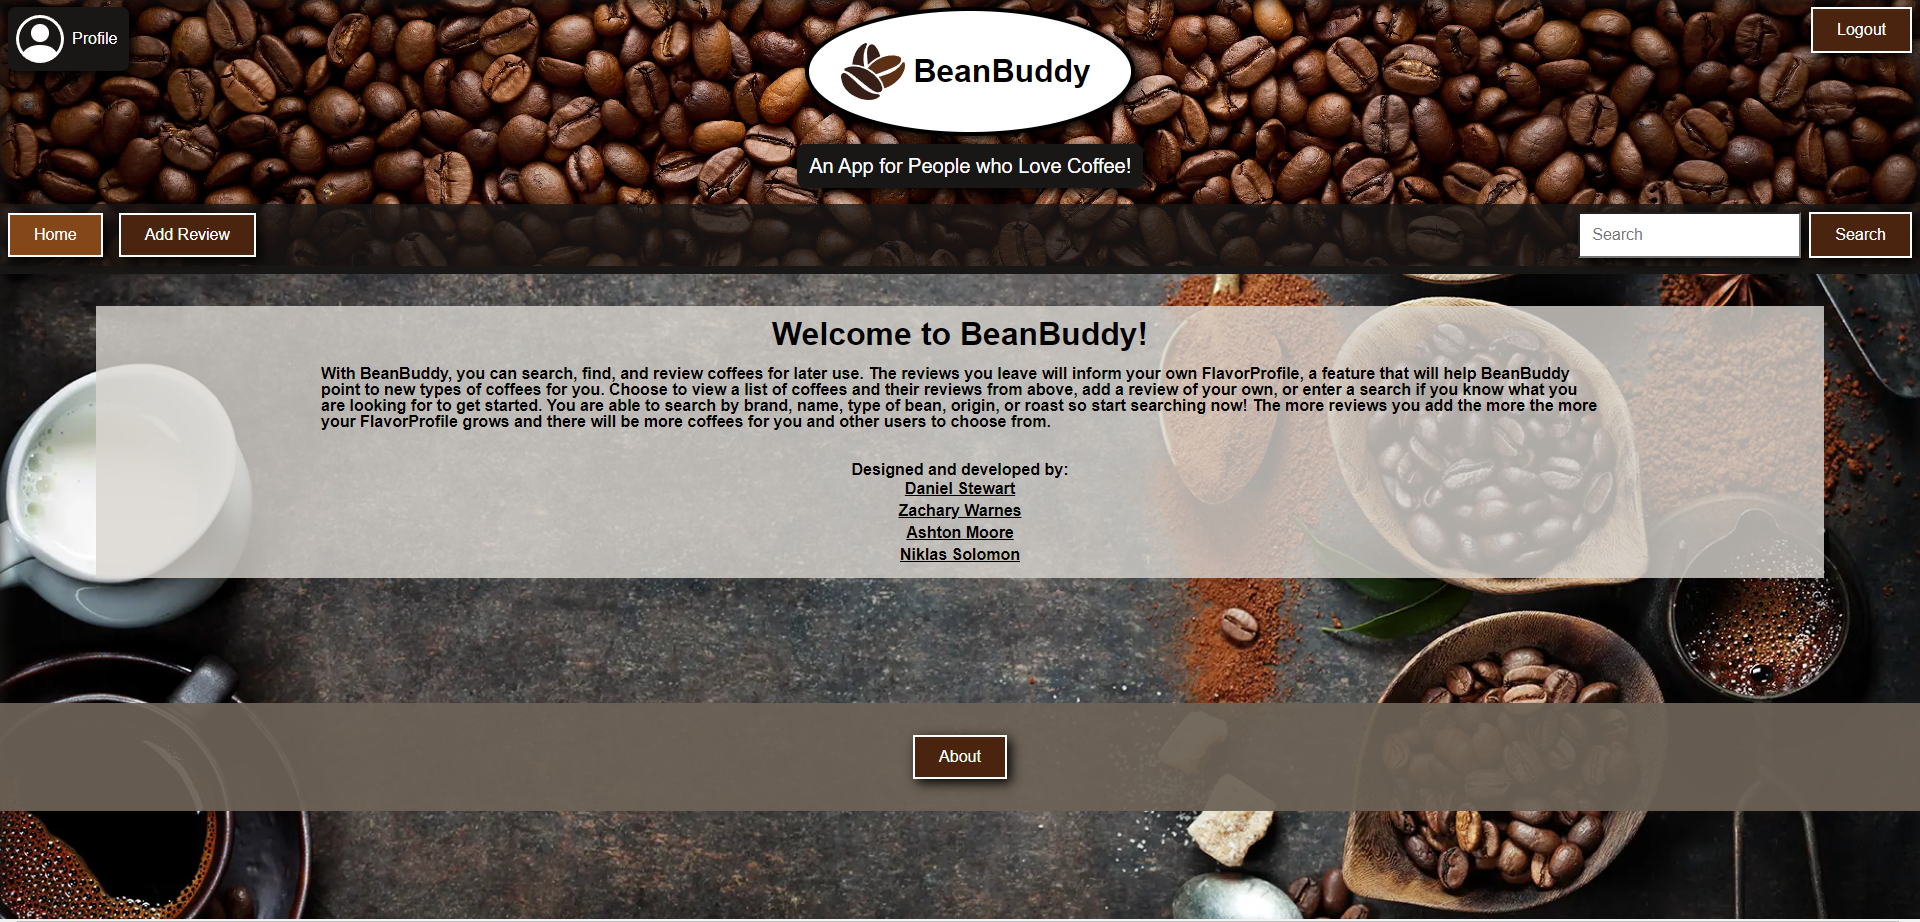 Profile
BeanBuddy
Logout
An App for People who Love Coffee!
Home
Add Review
Search
Search
Welcome to BeanBuddy!
With BeanBuddy, you can search, find, and review coffees for later use. The reviews you leave will inform your own FlavorProfile, a feature that will help BeanBuddy
point to new types of coffees for you. Choose to view a list of coffees and their reviews from above, add a review of your own, or enter a search if you know what you
are looking for to get started. You are able to search by brand, name, type of bean, origin, or roast so start searching now! The more reviews you add the more the more
your FlavorProfile grows and there will be more coffees for you and other users to choose from.
Designed and developed by:
Daniel Stewart
Zachary Warnes
Ashton Moore
Niklas Solomon
About